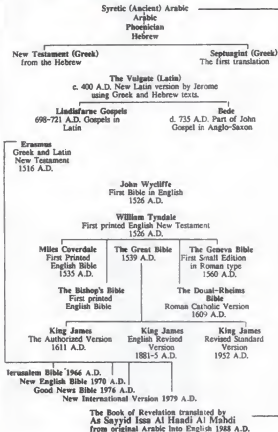 Syretic (Ancient) Arabic
Arabic
Phoenician
Hebrew
New Testament (Greek)
from the Hebrew
Septuagint (Greek)
The first translation
The Vulgate (Latin)
c. 400 A.D. New Latin version by Jerome
using Greek and Hebrew texts.
Lindisfarne Gospels
698-721 A.D. Gospels in
Latin
Bede
d. 735 A.D. Part of John
Gospel in Anglo-Saxon
Erasmus
Greek and Latin
New Testament
1516 A.D.
John Wycliffe
First Bible in English
1526 A.D.
William Tyndale
First printed English New Testament
1526 A.D.
Miles Coverdale
First Printed
English Bible
1535 A.D.
The Great Bible
1539 A.D.
The Geneva Bible
First Small Edition
in Roman type
1560 A.D.
The Bishop's Bible
First printed
English Bible
The Douai-Rheims
Bible
Roman Catholic Version
1609 A.D.
King James
The Authorized Version
1611 A.D.
King James
English Revised
Version
1881-5 A.D.
King James
Revised Standard
Version
1952 A.D.
Jerusalem Bible 1966 A.D.
New English Bible 1970 A.D.
Good News Bible 1976 A.D.
New International Version 1979 A.D.
The Book of Revelation translated by
As Sayyid Issa Al Haadi Al Mahdi
from original Arabic into English 1988 A.D.